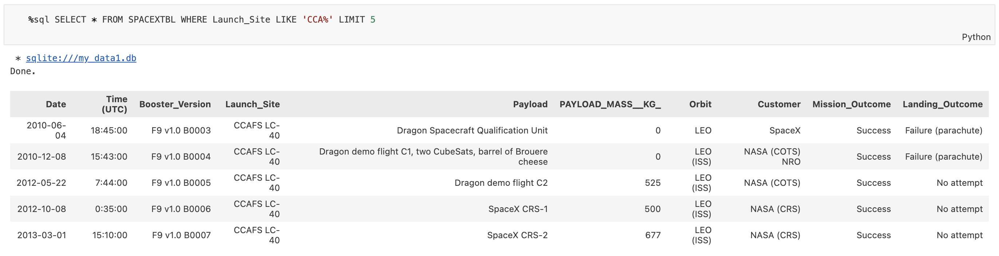 %sql SELECT * FROM SPACEXTBL WHERE Launch_Site LIKE 'CCA%' LIMIT 5
Python
* sqlite:///my_data1.db
Done.
Date Time (UTC) Booster_Version Launch_Site Payload PAYLOAD_MASS__KG_ Orbit Customer Mission_Outcome Landing_Outcome
2010-06-04 18:45:00 F9 v1.0 B0003 CCAFS LC-40 Dragon Spacecraft Qualification Unit 0 LEO SpaceX Success Failure (parachute)
2010-12-08 15:43:00 F9 v1.0 B0004 CCAFS LC-40 Dragon demo flight C1, two CubeSats, barrel of Brouere cheese 0 LEO (ISS) NASA (COTS) NRO Success Failure (parachute)
2012-05-22 7:44:00 F9 v1.0 B0005 CCAFS LC-40 Dragon demo flight C2 525 LEO (ISS) NASA (COTS) Success No attempt
2012-10-08 0:35:00 F9 v1.0 B0006 CCAFS LC-40 SpaceX CRS-1 500 LEO (ISS) NASA (CRS) Success No attempt
2013-03-01 15:10:00 F9 v1.0 B0007 CCAFS LC-40 SpaceX CRS-2 677 LEO (ISS) NASA (CRS) Success No attempt